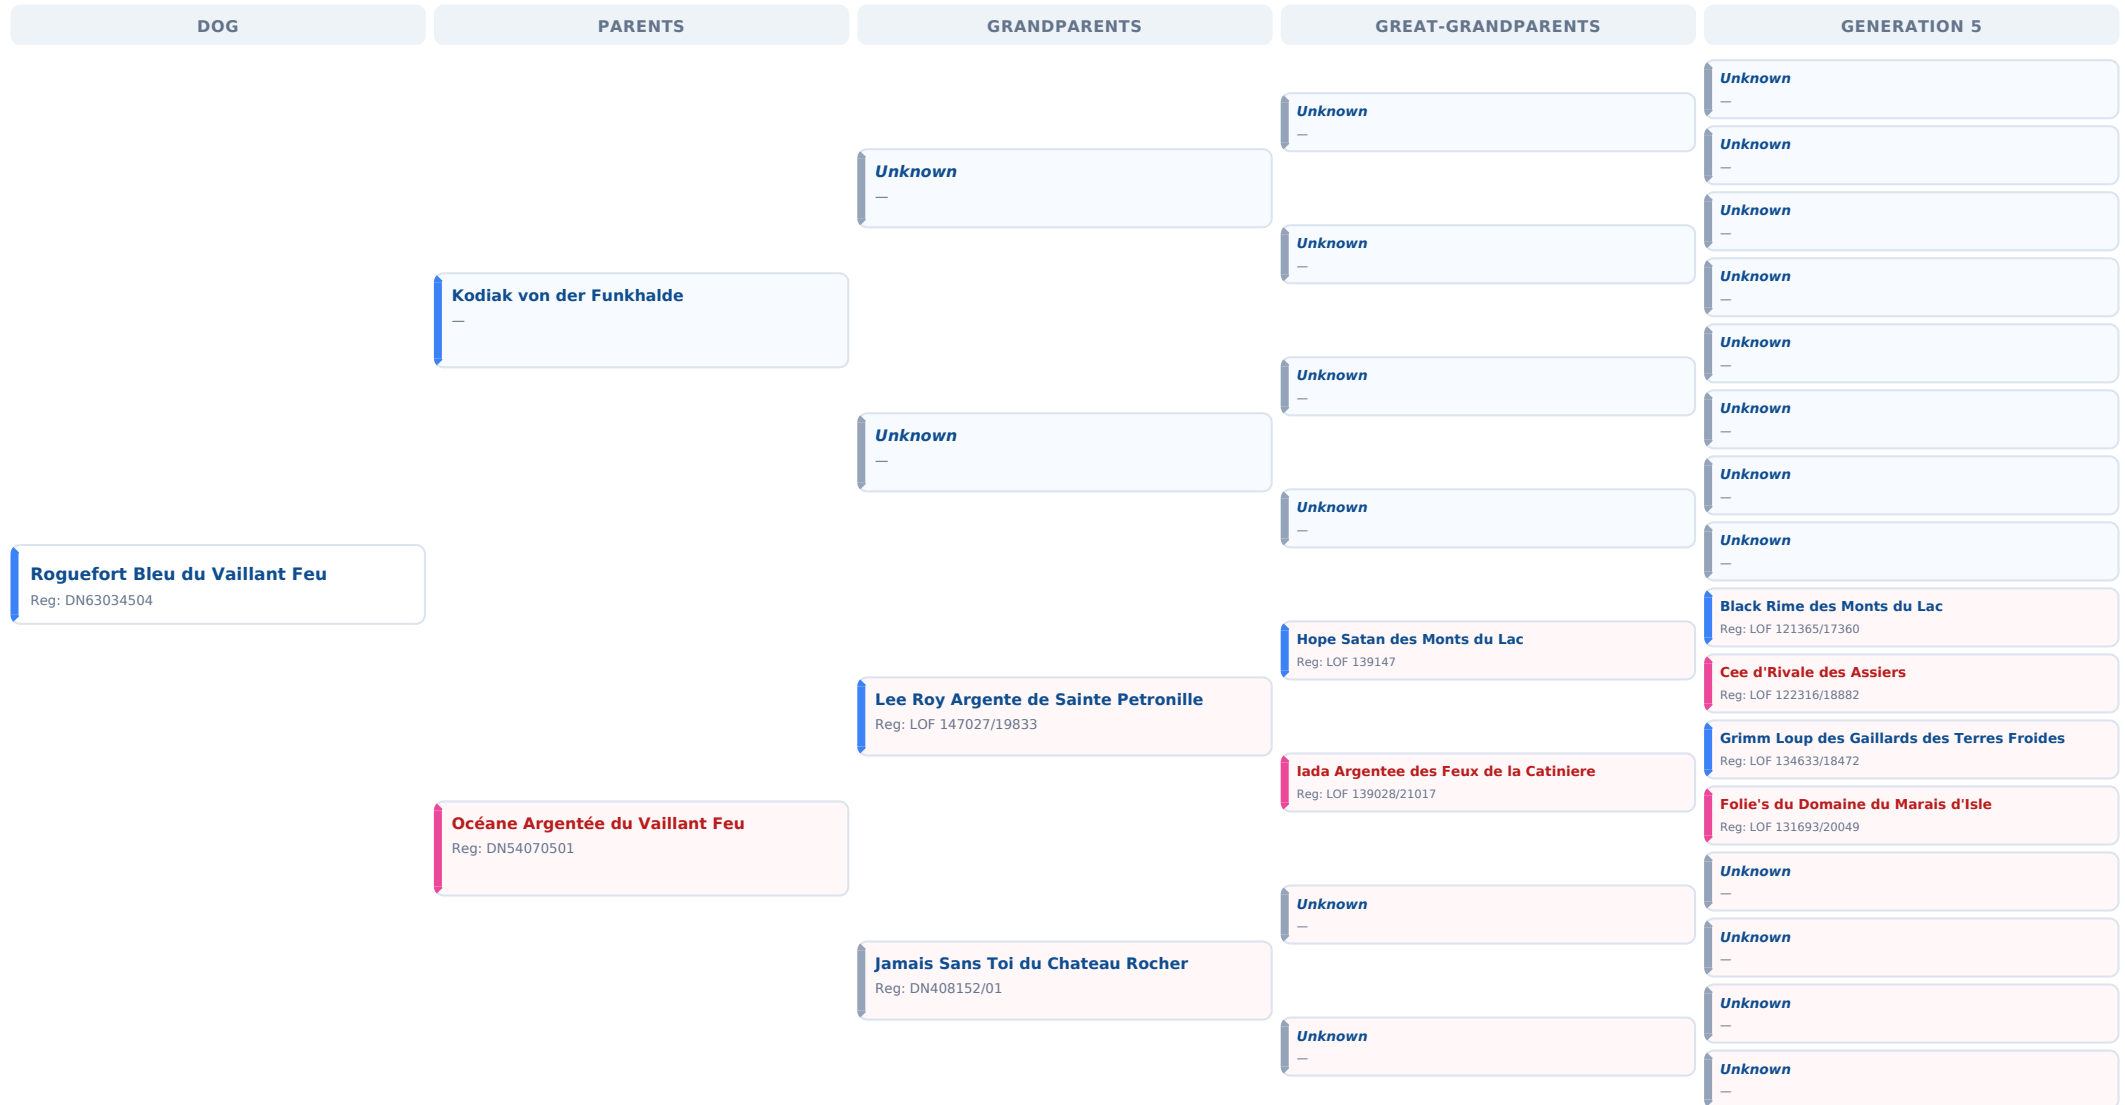 DOG
PARENTS
GRANDPARENTS
GREAT-GRANDPARENTS
GENERATION 5
Roguefort Bleu du Vaillant Feu
Reg: DN63034504
Kodiak von der Funkhalde
—
Océane Argentée du Vaillant Feu
Reg: DN54070501
Unknown
—
Unknown
—
Lee Roy Argente de Sainte Petronille
Reg: LOF 147027/19833
Jamais Sans Toi du Chateau Rocher
Reg: DN408152/01
Unknown
—
Unknown
—
Unknown
—
Unknown
—
Hope Satan des Monts du Lac
Reg: LOF 139147
Iada Argentee des Feux de la Catiniere
Reg: LOF 139028/21017
Unknown
—
Unknown
—
Unknown
—
Unknown
—
Unknown
—
Unknown
—
Unknown
—
Unknown
—
Unknown
—
Unknown
—
Black Rime des Monts du Lac
Reg: LOF 121365/17360
Cee d'Rivale des Assiers
Reg: LOF 122316/18882
Grimm Loup des Gaillards des Terres Froides
Reg: LOF 134633/18472
Folie's du Domaine du Marais d'Isle
Reg: LOF 131693/20049
Unknown
—
Unknown
—
Unknown
—
Unknown
—